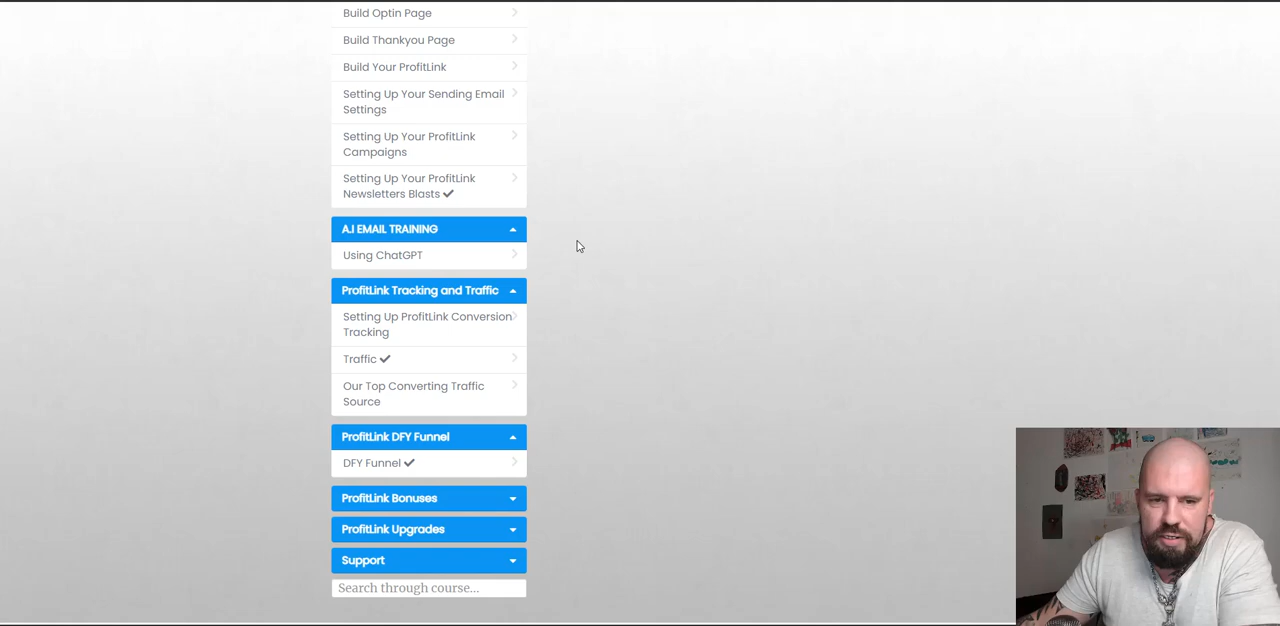 Build Optin Page
Build Thankyou Page
Build Your ProfitLink
Setting Up Your Sending Email
Settings
Setting Up Your ProfitLink
Campaigns
Setting Up Your ProfitLink
Newsletters Blasts
A.I EMAIL TRAINING
Using ChatGPT
ProfitLink Tracking and Traffic
Setting Up ProfitLink Conversion
Tracking
Traffic
Our Top Converting Traffic
Source
ProfitLink DFY Funnel
DFY Funnel
ProfitLink Bonuses
ProfitLink Upgrades
Support
Search through course...